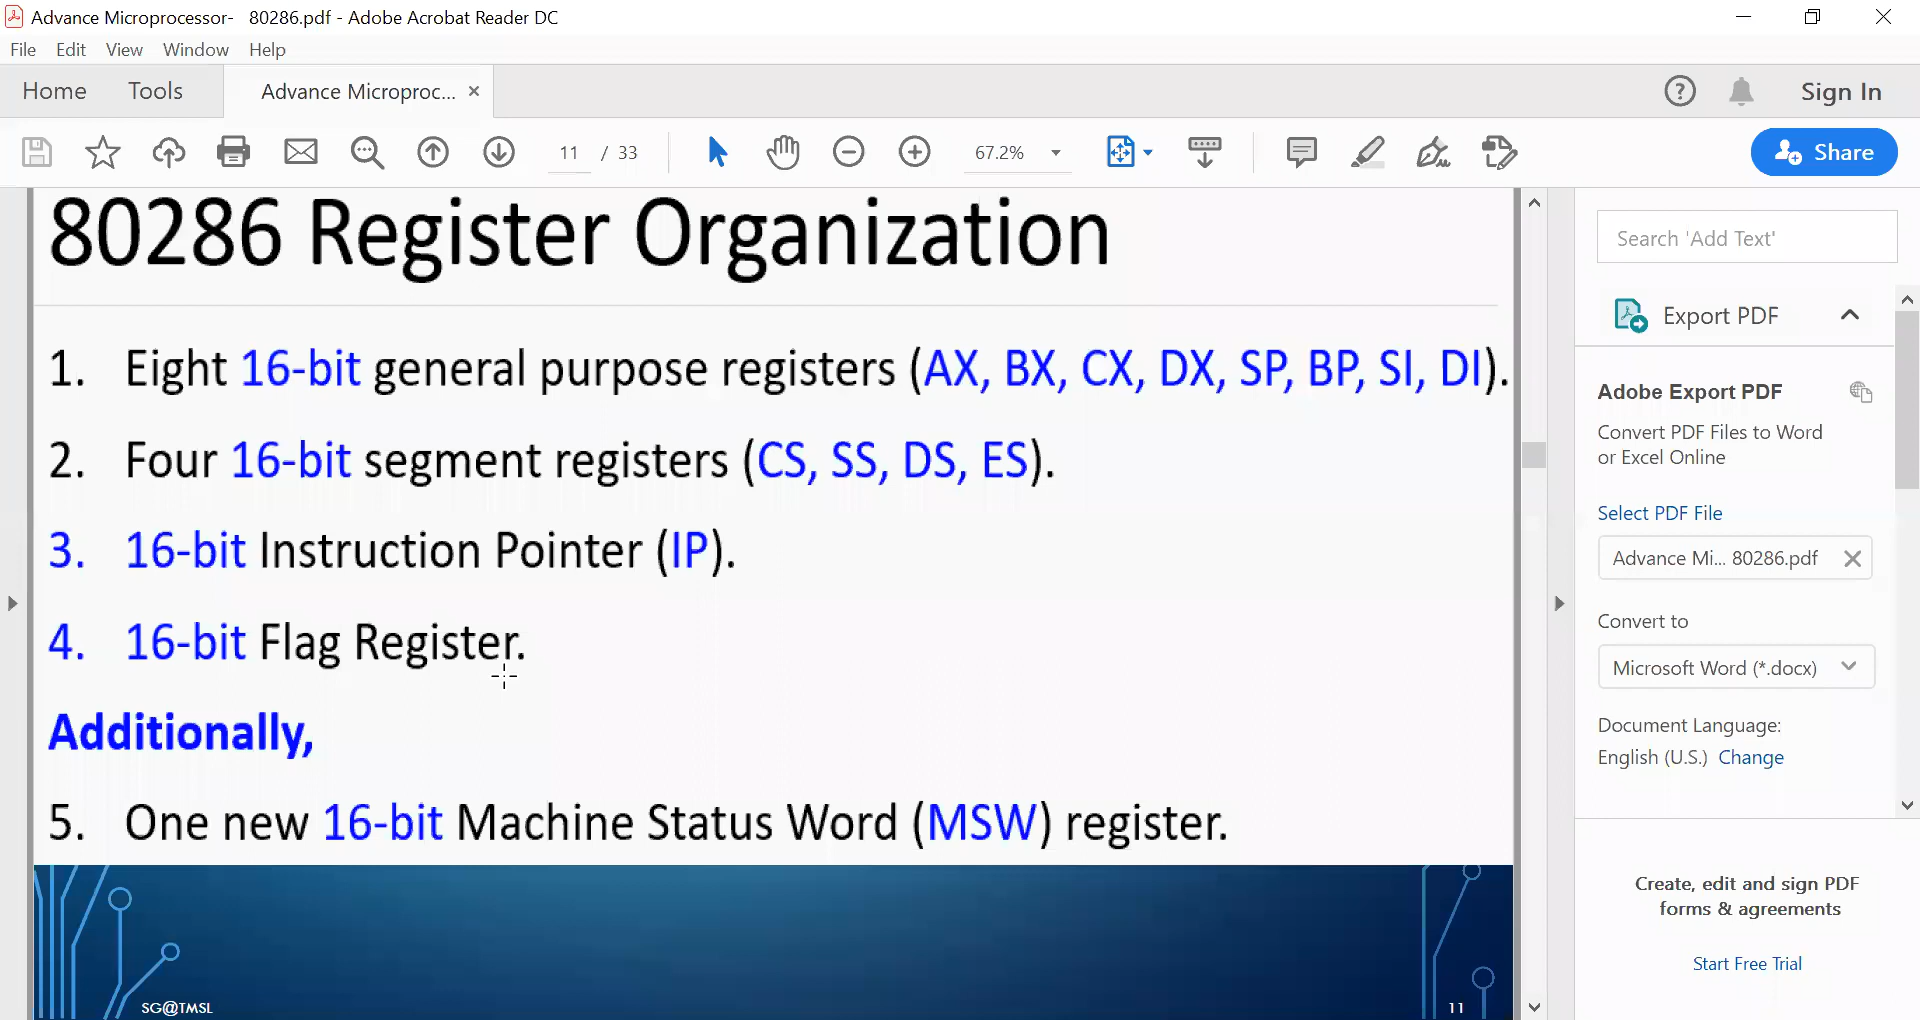 Advance Microprocessor- 80286.pdf - Adobe Acrobat Reader DC
File Edit View Window Help
Home Tools Advance Microproc... × Sign In
11 / 33 67.2% Share
80286 Register Organization
1. Eight 16-bit general purpose registers (AX, BX, CX, DX, SP, BP, SI, DI).
2. Four 16-bit segment registers (CS, SS, DS, ES).
3. 16-bit Instruction Pointer (IP).
4. 16-bit Flag Register.
Additionally,
5. One new 16-bit Machine Status Word (MSW) register.
SG@TMSL 11
Search 'Add Text'
Export PDF
Adobe Export PDF
Convert PDF Files to Word
or Excel Online
Select PDF File
Advance Mi... 80286.pdf
Convert to
Microsoft Word (*.docx)
Document Language:
English (U.S.) Change
Create, edit and sign PDF
forms & agreements
Start Free Trial